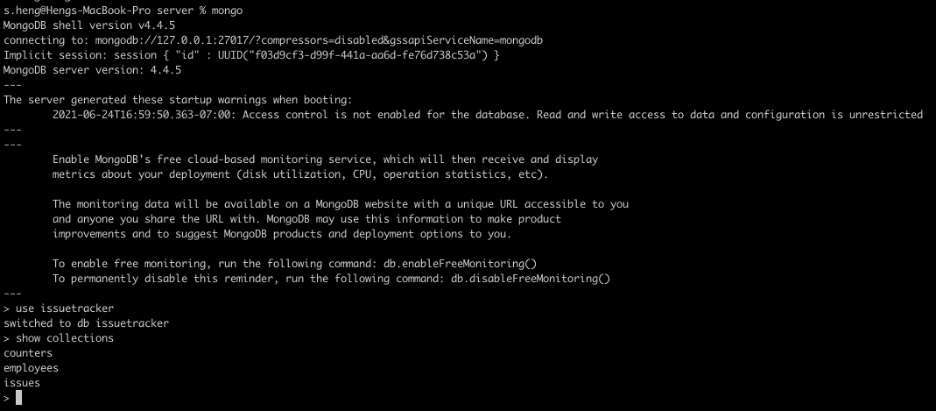 s.heng@Hengs-MacBook-Pro server % mongo
MongoDB shell version v4.4.5
connecting to: mongodb://127.0.0.1:27017/?compressors=disabled&gssapiServiceName=mongodb
Implicit session: session { "id" : UUID("f03d9cf3-d99f-441a-aa6d-fe76d738c53a") }
MongoDB server version: 4.4.5
---
The server generated these startup warnings when booting:
2021-06-24T16:59:50.363-07:00: Access control is not enabled for the database. Read and write access to data and configuration is unrestricted
---
---
Enable MongoDB's free cloud-based monitoring service, which will then receive and display
metrics about your deployment (disk utilization, CPU, operation statistics, etc).
The monitoring data will be available on a MongoDB website with a unique URL accessible to you
and anyone you share the URL with. MongoDB may use this information to make product
improvements and to suggest MongoDB products and deployment options to you.
To enable free monitoring, run the following command: db.enableFreeMonitoring()
To permanently disable this reminder, run the following command: db.disableFreeMonitoring()
---
> use issuetracker
switched to db issuetracker
> show collections
counters
employees
issues
>